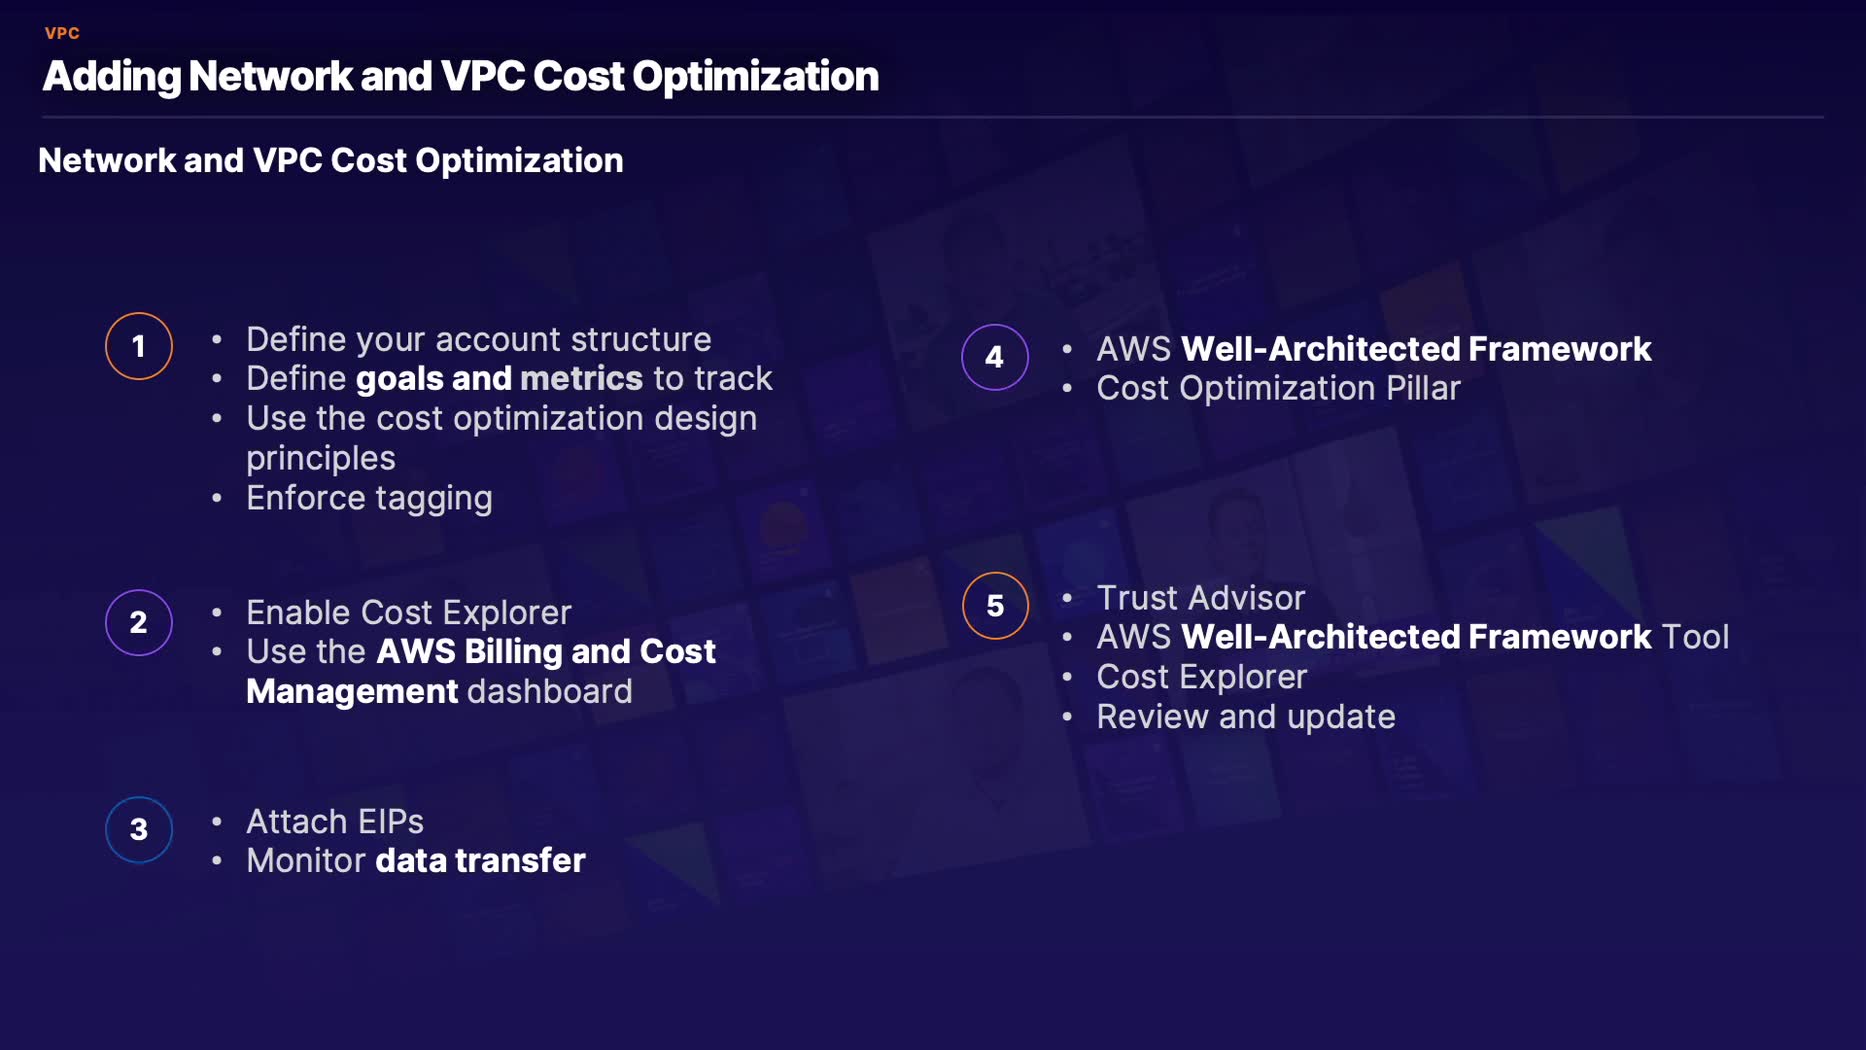 VPC
Adding Network and VPC Cost Optimization
Network and VPC Cost Optimization
1
• Define your account structure
• Define goals and metrics to track
• Use the cost optimization design
principles
• Enforce tagging
2
• Enable Cost Explorer
• Use the AWS Billing and Cost
Management dashboard
3
• Attach EIPs
• Monitor data transfer
4
• AWS Well-Architected Framework
• Cost Optimization Pillar
5
• Trust Advisor
• AWS Well-Architected Framework Tool
• Cost Explorer
• Review and update